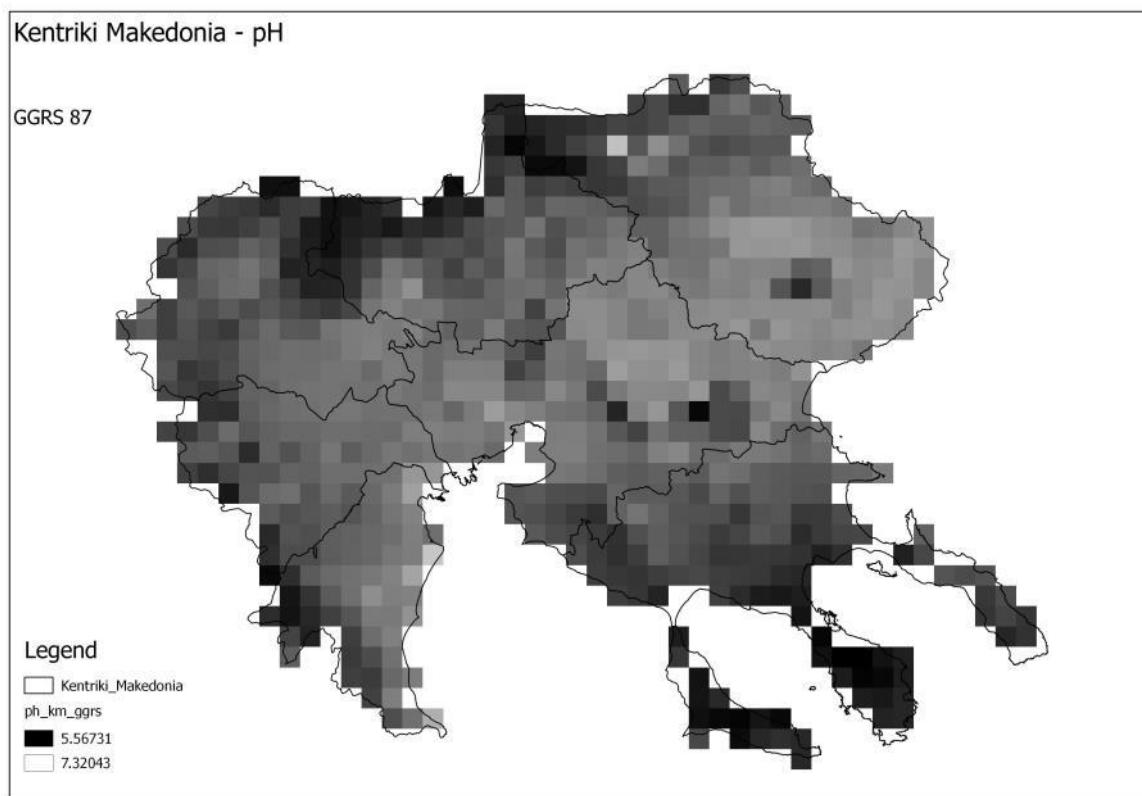 Kentriki Makedonia - pH
GGRS 87
Legend
Kentriki_Makedonia
ph_km_ggrs
5.56731
7.32043